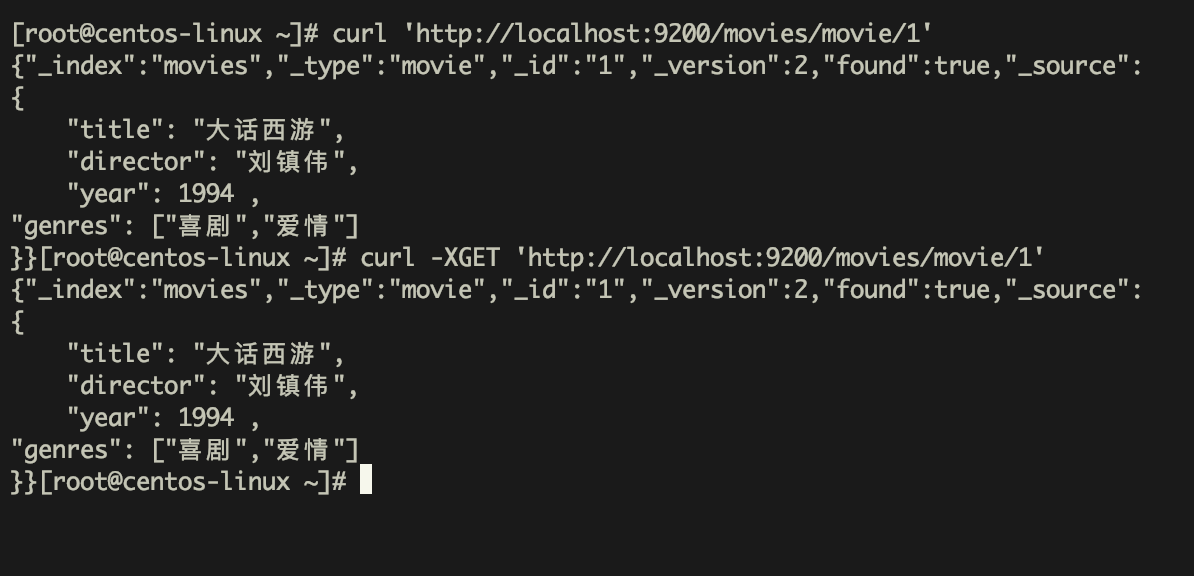 [root@centos-linux ~]# curl 'http://localhost:9200/movies/movie/1'
{"_index":"movies","_type":"movie","_id":"1","_version":2,"found":true,"_source":
{
    "title": "大话西游",
    "director": "刘镇伟",
    "year": 1994 ,
"genres": ["喜剧","爱情"]
}}[root@centos-linux ~]# curl -XGET 'http://localhost:9200/movies/movie/1'
{"_index":"movies","_type":"movie","_id":"1","_version":2,"found":true,"_source":
{
    "title": "大话西游",
    "director": "刘镇伟",
    "year": 1994 ,
"genres": ["喜剧","爱情"]
}}[root@centos-linux ~]#